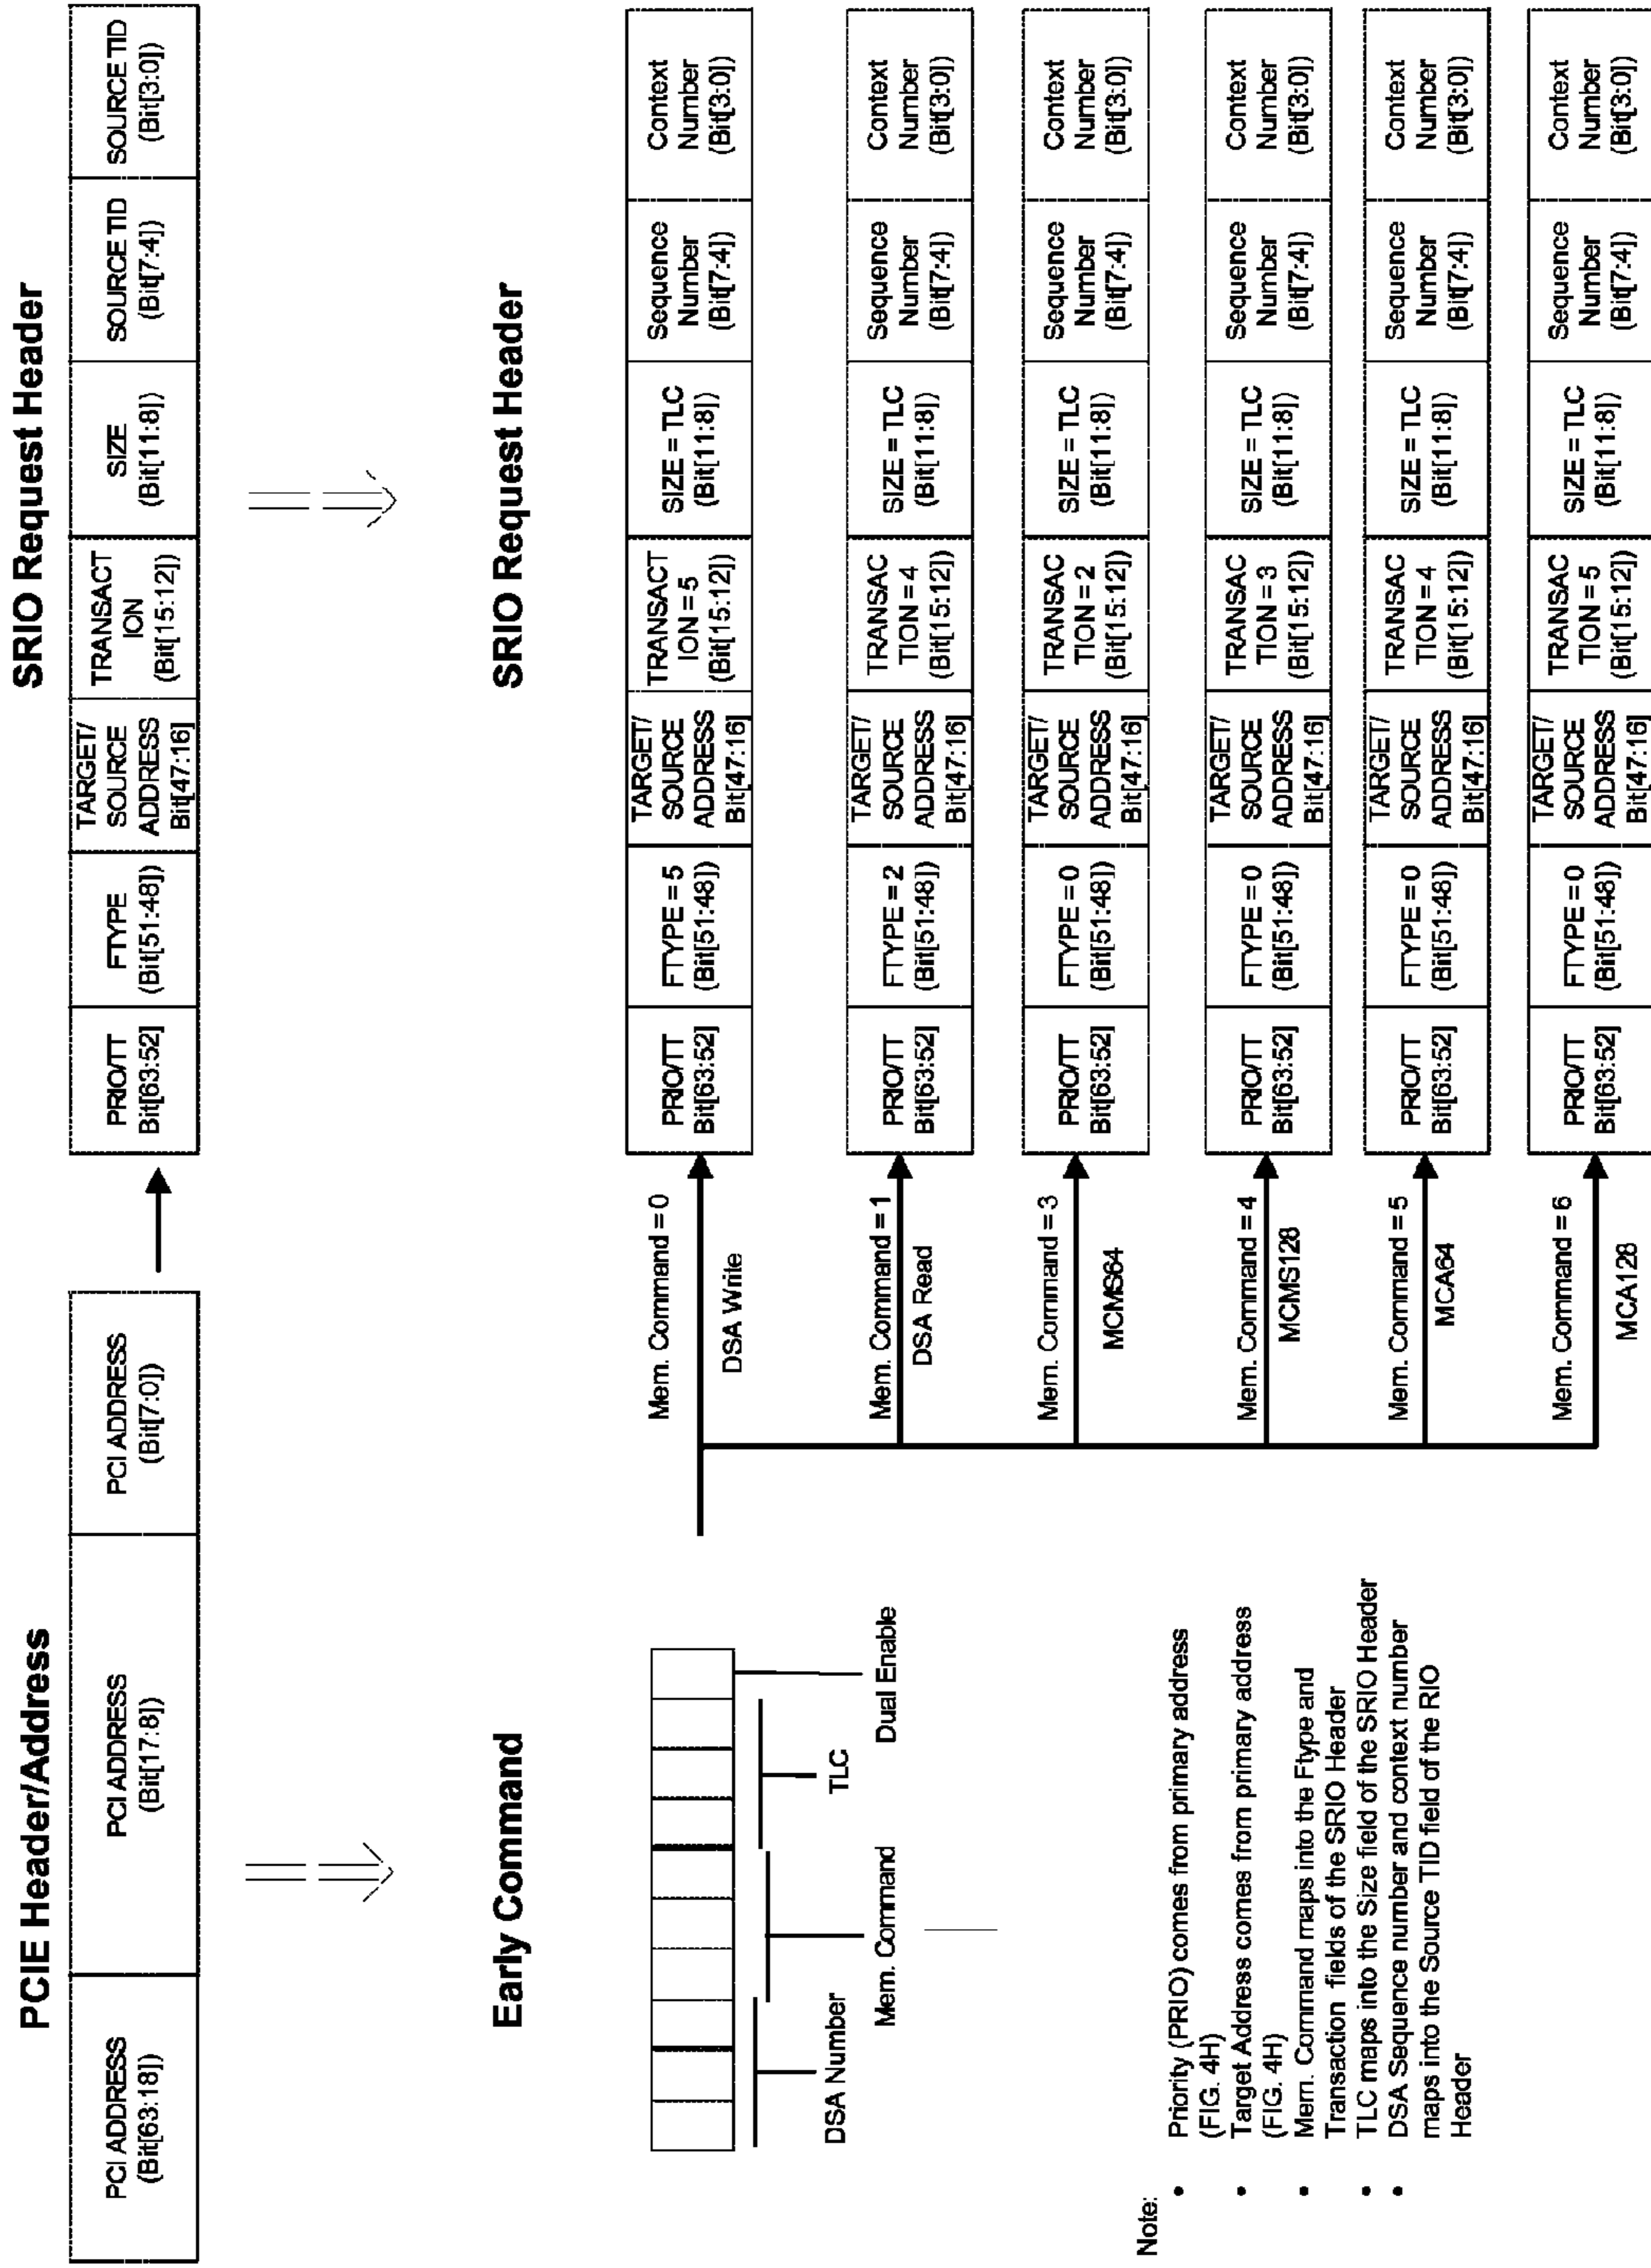 PCIE Header/Address
PCI ADDRESS
(Bit[63:18])
PCI ADDRESS
(Bit[17:8])
PCI ADDRESS
(Bit[7:0])
SRIO Request Header
PRIO/TT
Bit[63:52]
FTYPE
(Bit[51:48])
TARGET/
SOURCE
ADDRESS
Bit[47:16]
TRANSACT
ION
(Bit[15:12])
SIZE
(Bit[11:8])
SOURCE TID
(Bit[7:4])
SOURCE TID
(Bit[3:0])
Early Command
DSA Number
Mem. Command
TLC
Dual Enable
SRIO Request Header
Mem. Command = 0
DSA Write
PRIO/TT
Bit[63:52]
FTYPE = 5
(Bit[51:48])
TARGET/
SOURCE
ADDRESS
Bit[47:16]
TRANSACT
ION = 5
(Bit[15:12])
SIZE = TLC
(Bit[11:8])
Sequence
Number
(Bit[7:4])
Context
Number
(Bit[3:0])
Mem. Command = 1
DSA Read
PRIO/TT
Bit[63:52]
FTYPE = 2
(Bit[51:48])
TARGET/
SOURCE
ADDRESS
Bit[47:16]
TRANSAC
TION = 4
(Bit[15:12])
SIZE = TLC
(Bit[11:8])
Sequence
Number
(Bit[7:4])
Context
Number
(Bit[3:0])
Mem. Command = 3
MCMS64
PRIO/TT
Bit[63:52]
FTYPE = 0
(Bit[51:48])
TARGET/
SOURCE
ADDRESS
Bit[47:16]
TRANSAC
TION = 2
(Bit[15:12])
SIZE = TLC
(Bit[11:8])
Sequence
Number
(Bit[7:4])
Context
Number
(Bit[3:0])
Mem. Command = 4
MCMS128
PRIO/TT
Bit[63:52]
FTYPE = 0
(Bit[51:48])
TARGET/
SOURCE
ADDRESS
Bit[47:16]
TRANSAC
TION = 3
(Bit[15:12])
SIZE = TLC
(Bit[11:8])
Sequence
Number
(Bit[7:4])
Context
Number
(Bit[3:0])
Mem. Command = 5
MCA64
PRIO/TT
Bit[63:52]
FTYPE = 0
(Bit[51:48])
TARGET/
SOURCE
ADDRESS
Bit[47:16]
TRANSAC
TION = 4
(Bit[15:12])
SIZE = TLC
(Bit[11:8])
Sequence
Number
(Bit[7:4])
Context
Number
(Bit[3:0])
Mem. Command = 6
MCA128
PRIO/TT
Bit[63:52]
FTYPE = 0
(Bit[51:48])
TARGET/
SOURCE
ADDRESS
Bit[47:16]
TRANSAC
TION = 5
(Bit[15:12])
SIZE = TLC
(Bit[11:8])
Sequence
Number
(Bit[7:4])
Context
Number
(Bit[3:0])
Note:
• Priority (PRIO) comes from primary address
(FIG. 4H)
• Target Address comes from primary address
(FIG. 4H)
• Mem. Command maps into the Ftype and
Transaction fields of the SRIO Header
• TLC maps into the Size field of the SRIO Header
• DSA Sequence number and context number
maps into the Source TID field of the RIO
Header